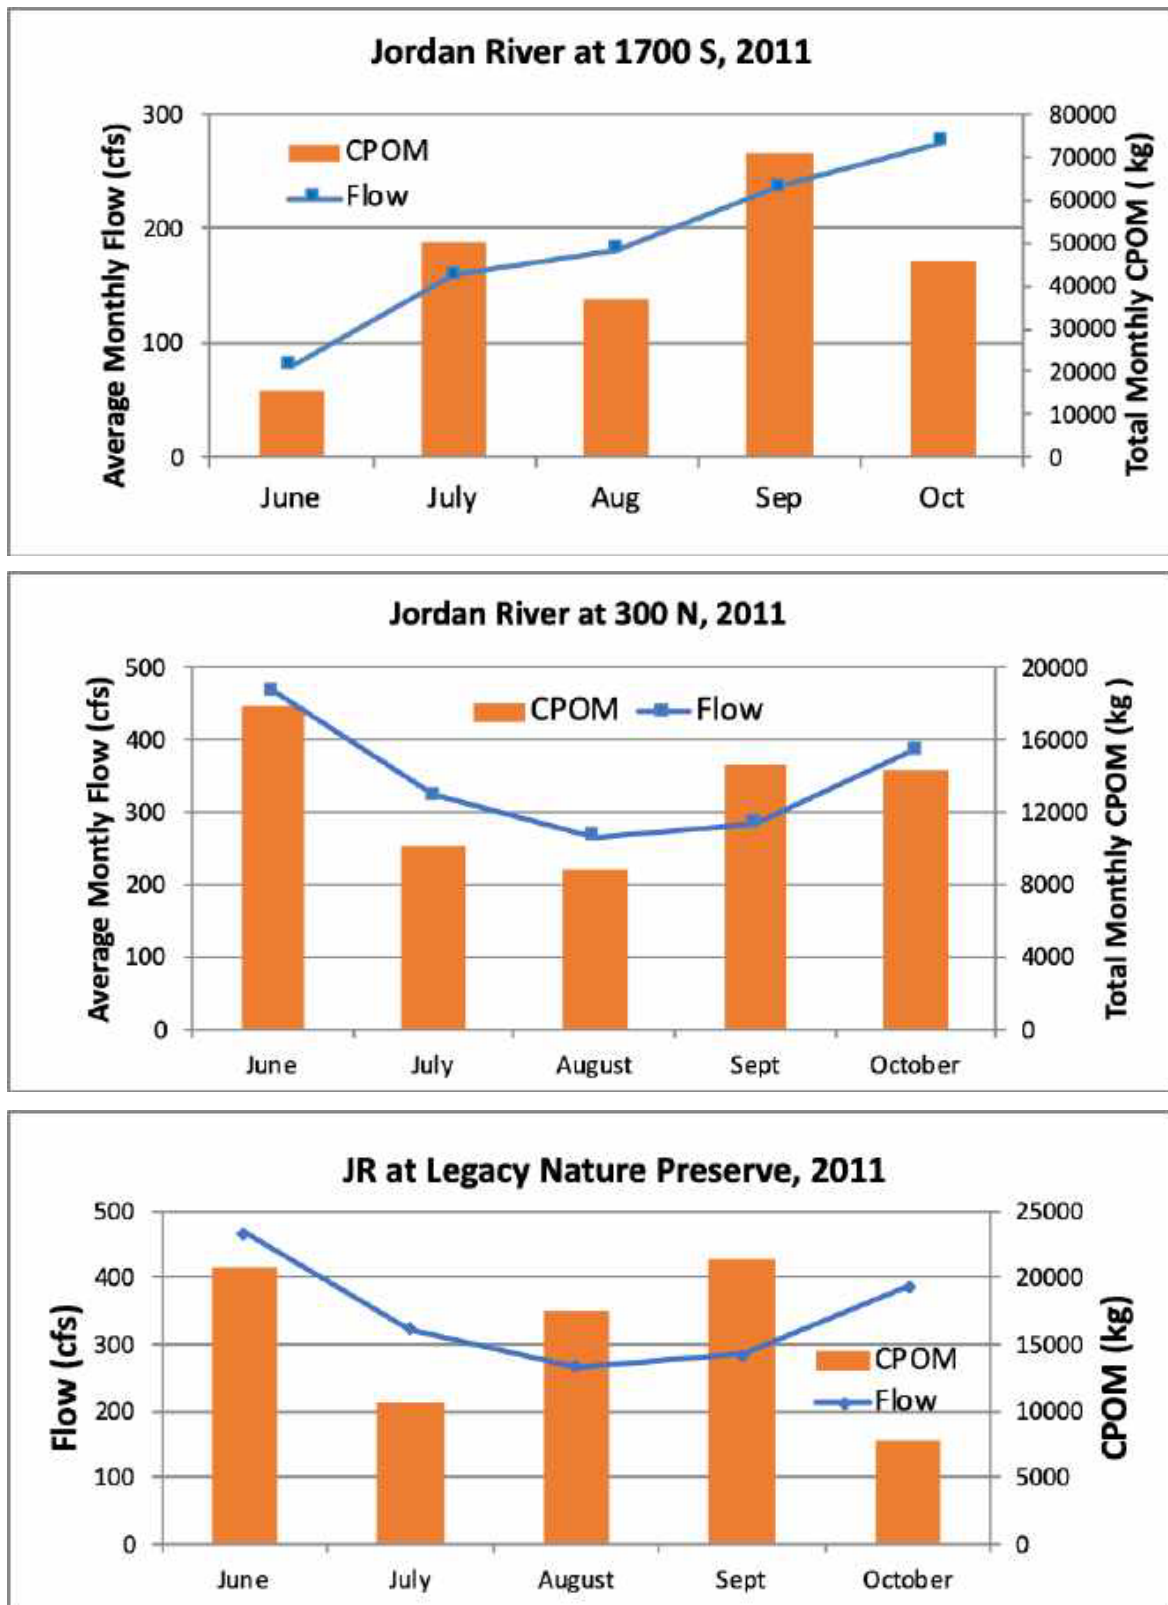 Jordan River at 1700 S, 2011
Average Monthly Flow (cfs)
300
200
100
0
CPOM
Flow
80000
70000
60000
50000
40000
30000
20000
10000
0
Total Monthly CPOM ( kg)
June July Aug Sep Oct
Jordan River at 300 N, 2011
Average Montly Flow (cfs)
500
400
300
200
100
0
CPOM Flow
20000
16000
12000
8000
4000
0
Total Monthly CPOM (kg )
June July August Sept October
JR at Legacy Nature Preserve, 2011
Flow (cfs)
500
400
300
200
100
0
CPOM
Flow
25000
20000
15000
10000
5000
0
CPOM (kg)
June July August Sept October